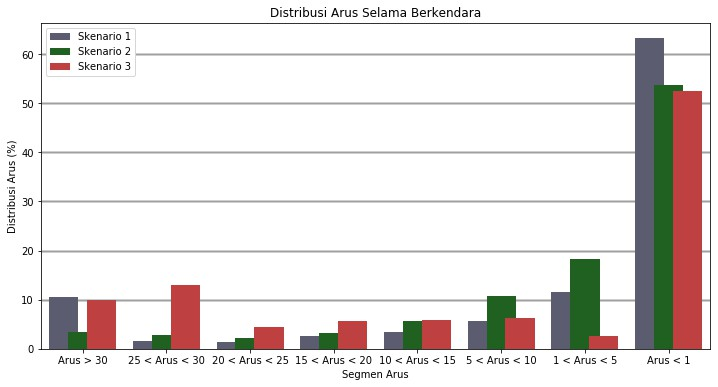 Distribusi Arus Selama Berkendara
Skenario 1
Skenario 2
Skenario 3
Distribusi Arus (%)
60
50
40
30
20
10
0
Arus > 30 25 < Arus < 30 20 < Arus < 25 15 < Arus < 20 10 < Arus < 15 5 < Arus < 10 1 < Arus < 5 Arus < 1
Segmen Arus